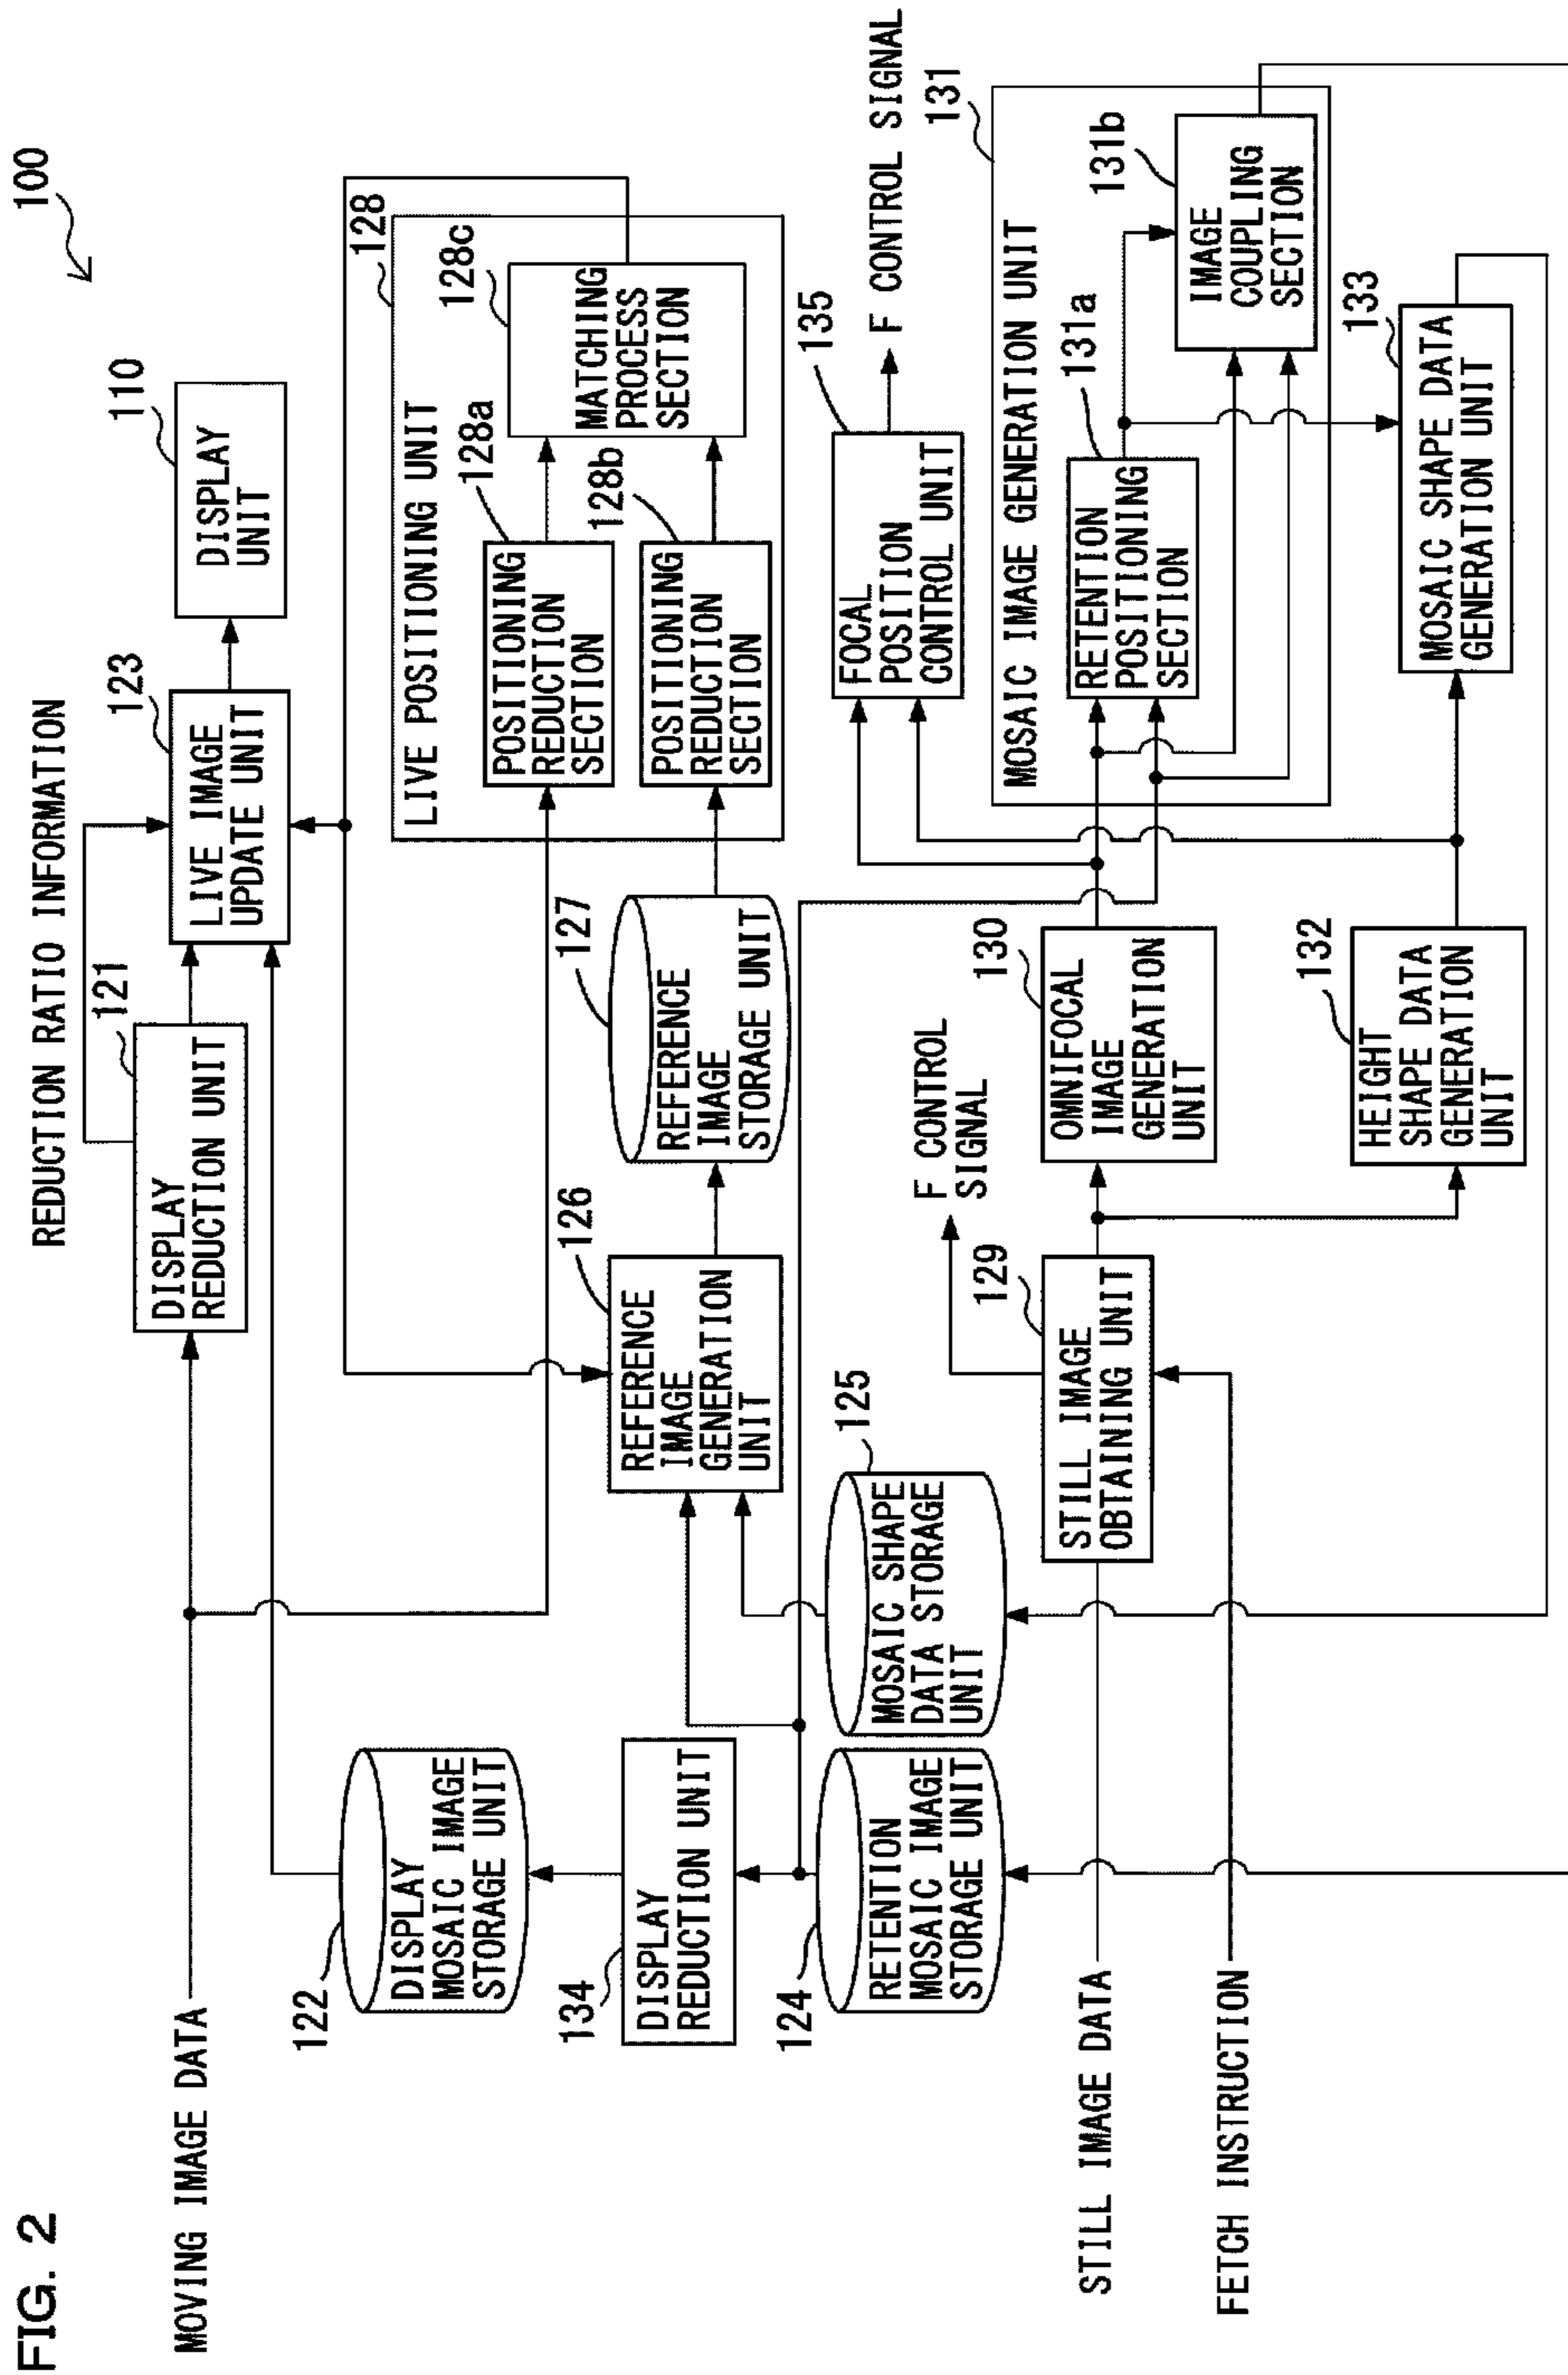 FIG. 2
100
REDUCTION RATIO INFORMATION
MOVING IMAGE DATA
121
DISPLAY
REDUCTION UNIT
123
LIVE IMAGE
UPDATE UNIT
110
DISPLAY
UNIT
122
DISPLAY
MOSAIC IMAGE
STORAGE UNIT
128
LIVE POSITIONING UNIT
128a
POSITIONING
REDUCTION
SECTION
128b
POSITIONING
REDUCTION
SECTION
128c
MATCHING
PROCESS
SECTION
134
DISPLAY
REDUCTION UNIT
126
REFERENCE
IMAGE
GENERATION
UNIT
127
REFERENCE
IMAGE
STORAGE UNIT
124
RETENTION
MOSAIC IMAGE
STORAGE UNIT
125
MOSAIC SHAPE
DATA STORAGE
UNIT
135
FOCAL
POSITION
CONTROL UNIT
F CONTROL SIGNAL
F CONTROL
SIGNAL
STILL IMAGE DATA
129
STILL IMAGE
OBTAINING UNIT
130
OMNIFOCAL
IMAGE
GENERATION
UNIT
131
MOSAIC IMAGE GENERATION UNIT
131a
RETENTION
POSITIONING
SECTION
131b
IMAGE
COUPLING
SECTION
FETCH INSTRUCTION
132
HEIGHT
SHAPE DATA
GENERATION
UNIT
133
MOSAIC SHAPE DATA
GENERATION UNIT